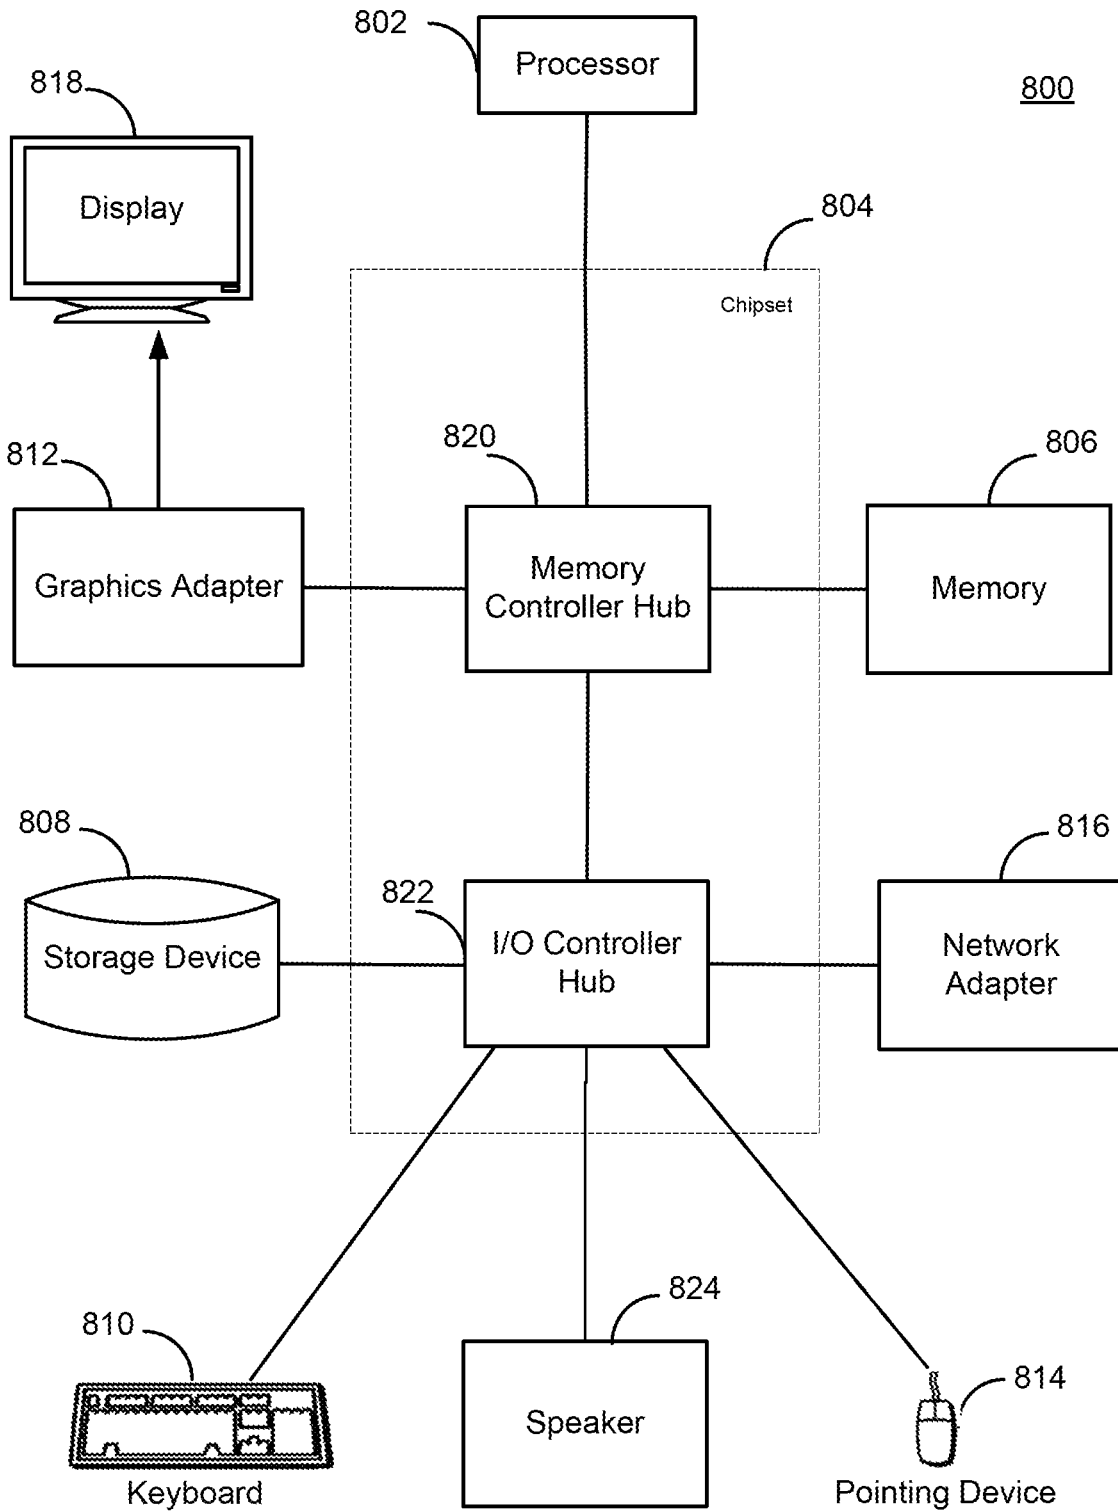 802
Processor
800
818
Display
804
Chipset
820
806
812
Memory
Controller Hub
Graphics Adapter
Memory
808
816
822
I/O Controller
Hub
Storage Device
Network
Adapter
824
810
814
Speaker
Keyboard
Pointing Device